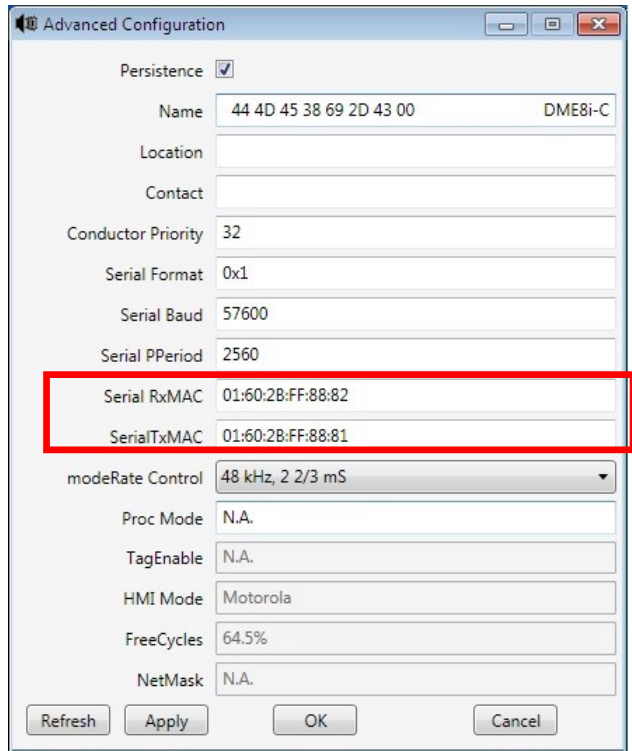 Advanced Configuration
Persistence
Name 44 4D 45 38 69 2D 43 00 DME8i-C
Location
Contact
Conductor Priority 32
Serial Format 0x1
Serial Baud 57600
Serial PPeriod 2560
Serial RxMAC 01:60:2B:FF:88:82
SerialTxMAC 01:60:2B:FF:88:81
modeRate Control 48 kHz, 2 2/3 mS
Proc Mode N.A.
TagEnable N.A.
HMI Mode Motorola
FreeCycles 64.5%
NetMask N.A.
Refresh Apply OK Cancel